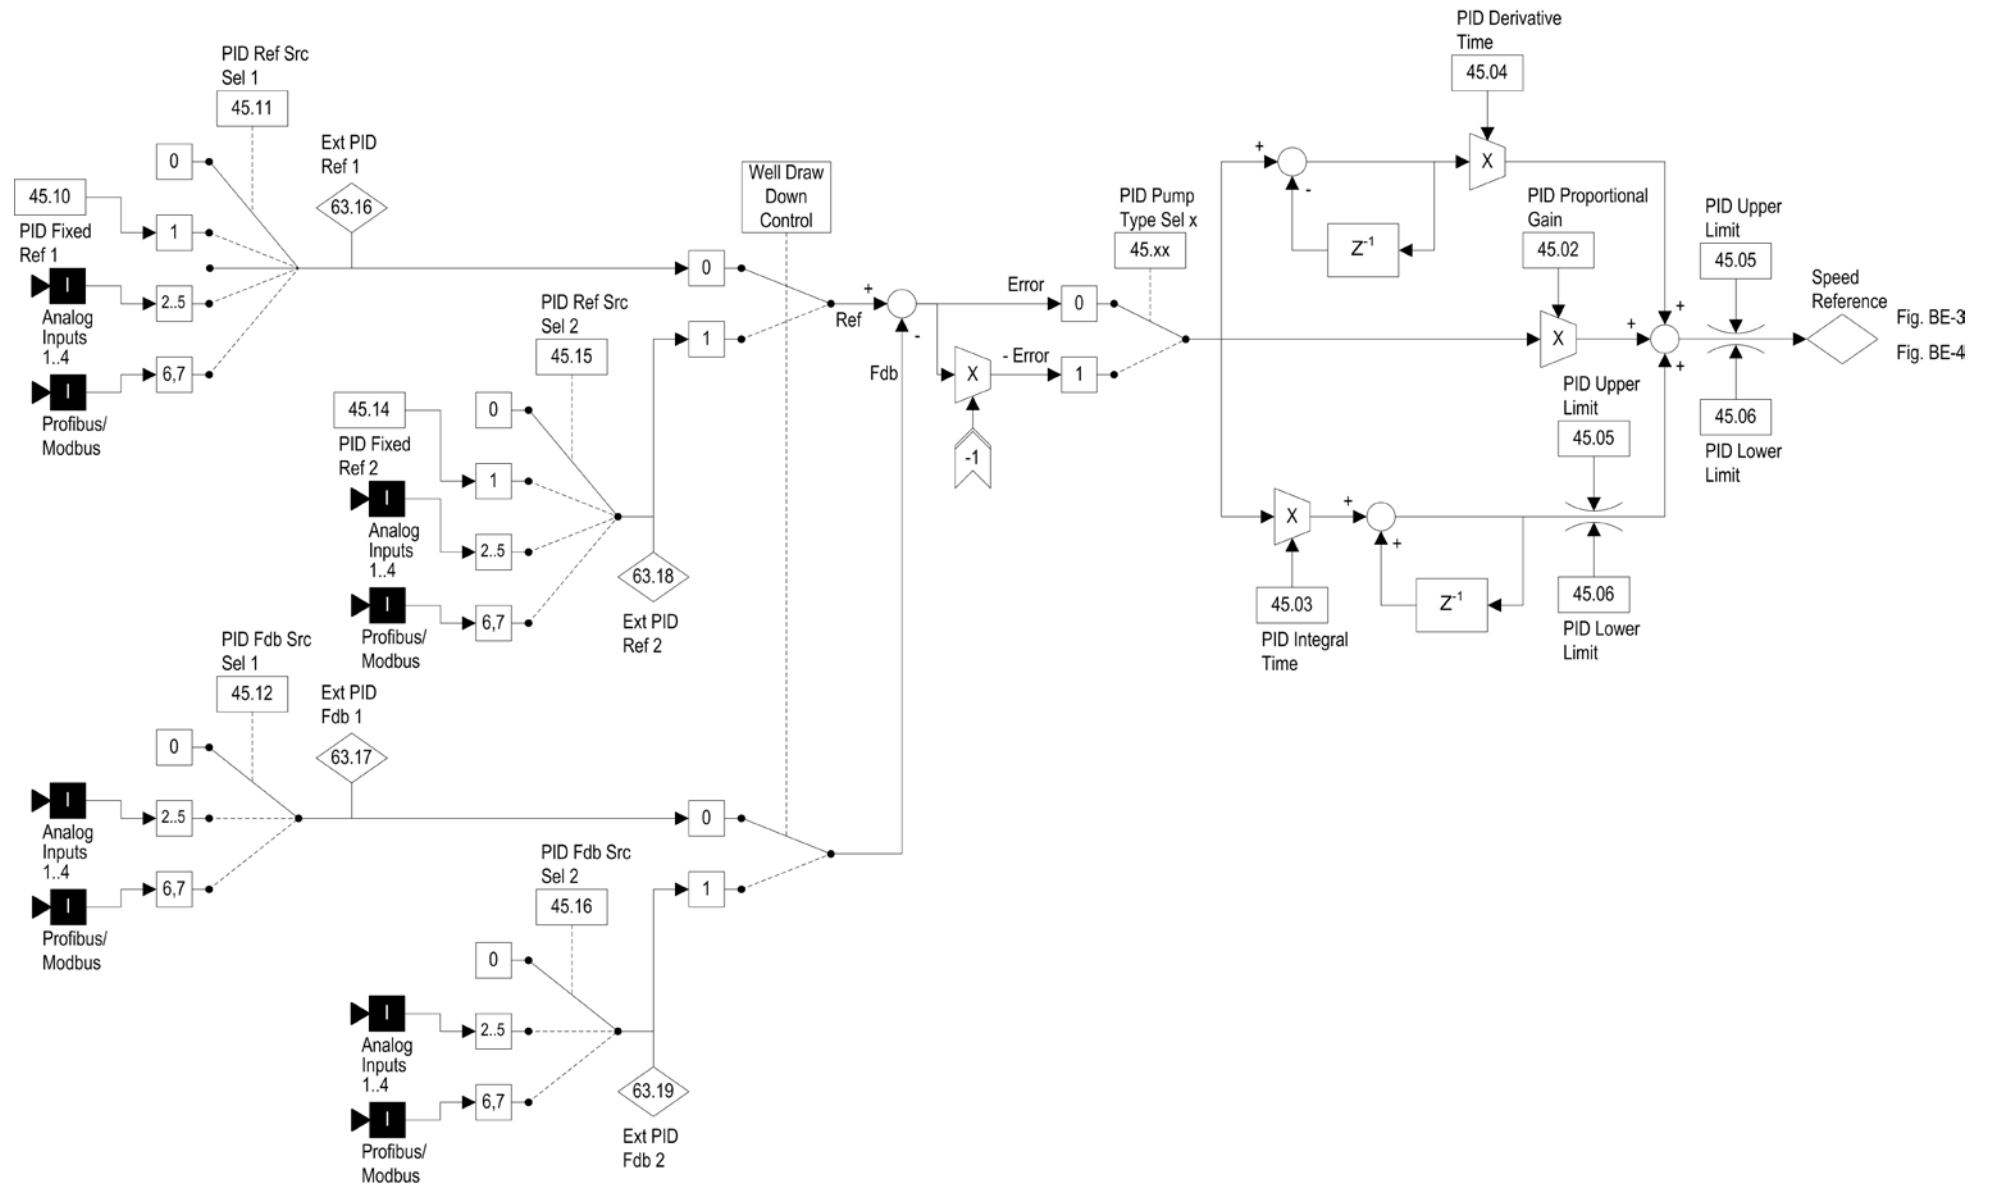 PID Derivative
Time
45.04
PID Ref Src
Sel 1
45.11
Ext PID
Ref 1
63.16
0
45.10
PID Fixed
Ref 1
1
I
Analog
Inputs
1..4
2..5
I
Profibus/
Modbus
6,7
PID Ref Src
Sel 2
45.15
45.14
PID Fixed
Ref 2
0
1
I
Analog
Inputs
1..4
2..5
I
Profibus/
Modbus
6,7
63.18
Ext PID
Ref 2
Well Draw
Down
Control
0
1
+
Ref
-
Fdb
Error
0
X
- Error
1
-1
PID Pump
Type Sel x
45.xx
+
-
Z-1
X
PID Proportional
Gain
45.02
X
+
+
+
PID Upper
Limit
45.05
45.06
PID Lower
Limit
Speed
Reference
Fig. BE-3
Fig. BE-4
PID Upper
Limit
45.05
X
+
+
Z-1
45.03
PID Integral
Time
45.06
PID Lower
Limit
PID Fdb Src
Sel 1
45.12
Ext PID
Fdb 1
63.17
0
I
Analog
Inputs
1..4
2..5
I
Profibus/
Modbus
6,7
0
1
PID Fdb Src
Sel 2
45.16
0
I
Analog
Inputs
1..4
2..5
I
Profibus/
Modbus
6,7
63.19
Ext PID
Fdb 2